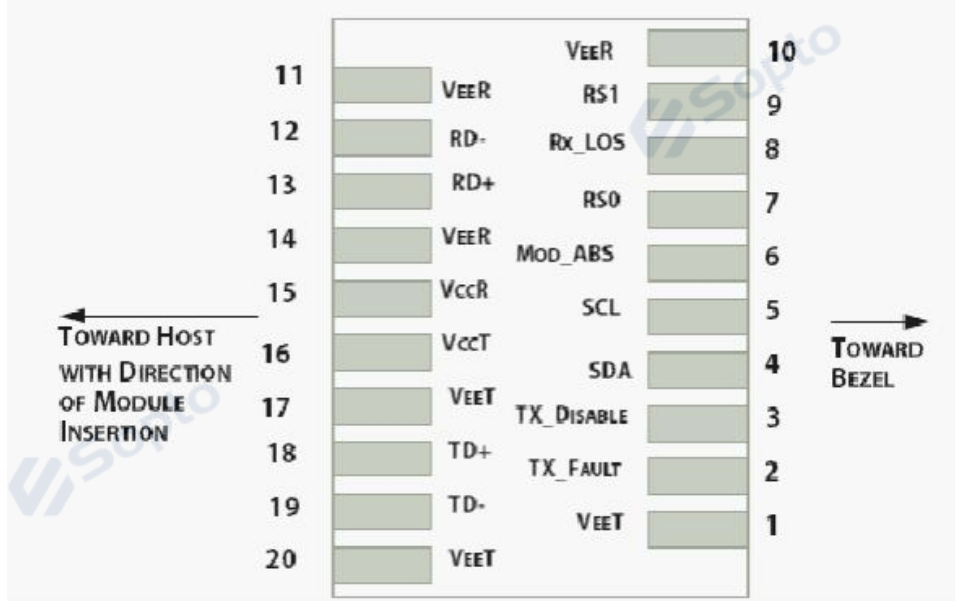 11 VEER
12 RD-
13 RD+
14 VEER
15 VCCR
16 VCCT
17 VEET
18 TD+
19 TD-
20 VEET
VEER 10
RS1 9
RX_LOS 8
RS0 7
MOD_ABS 6
SCL 5
SDA 4
TX_DISABLE 3
TX_FAULT 2
VEET 1
TOWARD HOST
WITH DIRECTION
OF MODULE
INSERTION
TOWARD
BEZEL
Sopto
Sopto